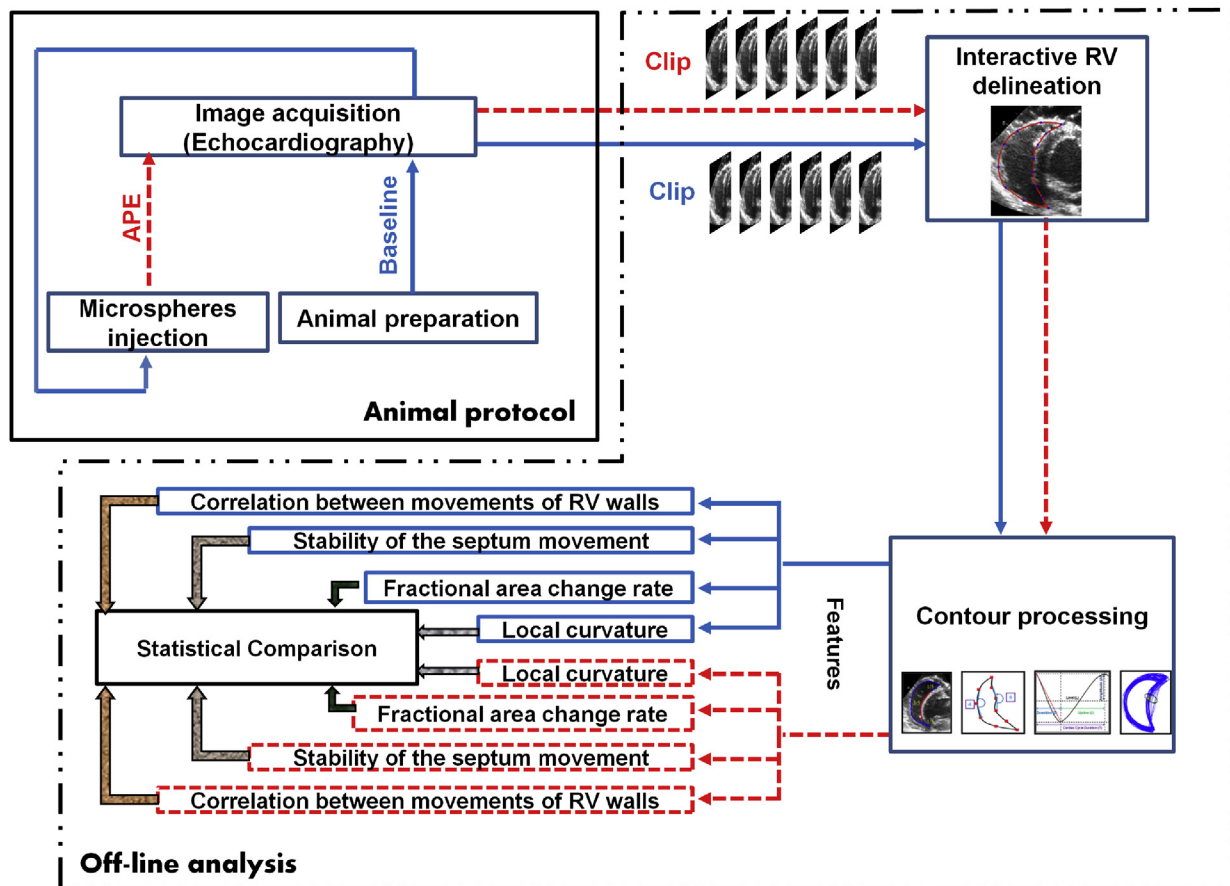 Image acquisition
(Echocardiography)
APE
Baseline
Microspheres
injection
Animal preparation
Animal protocol
Clip
Clip
Interactive RV
delineation
Correlation between movements of RV walls
Stability of the septum movement
Fractional area change rate
Local curvature
Statistical Comparison
Local curvature
Fractional area change rate
Stability of the septum movement
Correlation between movements of RV walls
Features
Contour processing
Off-line analysis